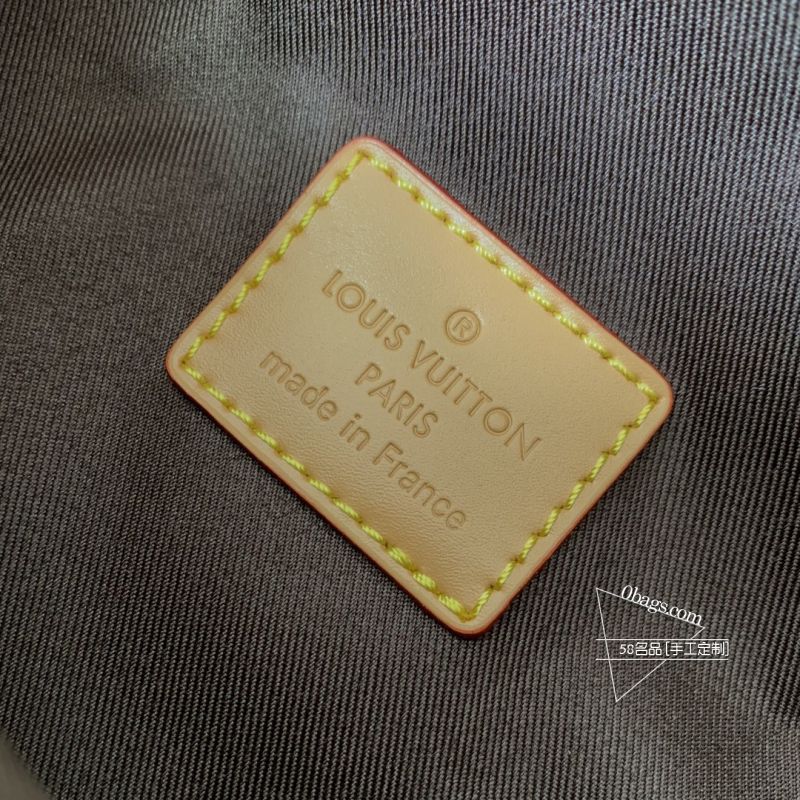 ®
LOUIS VUITTON
PARIS
made in France
0bags.com
58名品[手工定制]